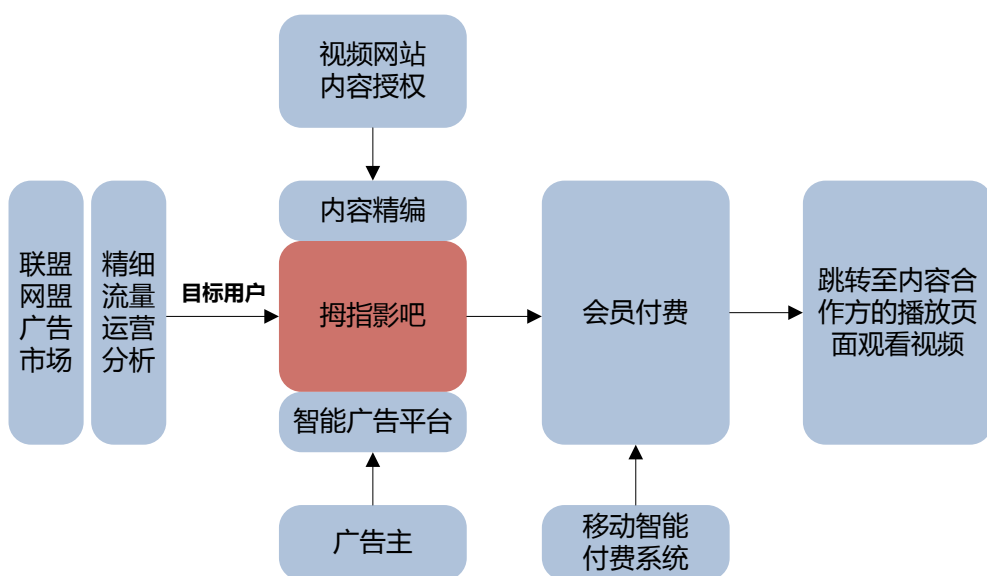 视频网站
内容授权
内容精编
联盟
网盟
广告
市场
精细
流量
运营
分析
目标用户
拇指影吧
会员付费
跳转至内容合
作方的播放页
面观看视频
智能广告平台
广告主
移动智能
付费系统